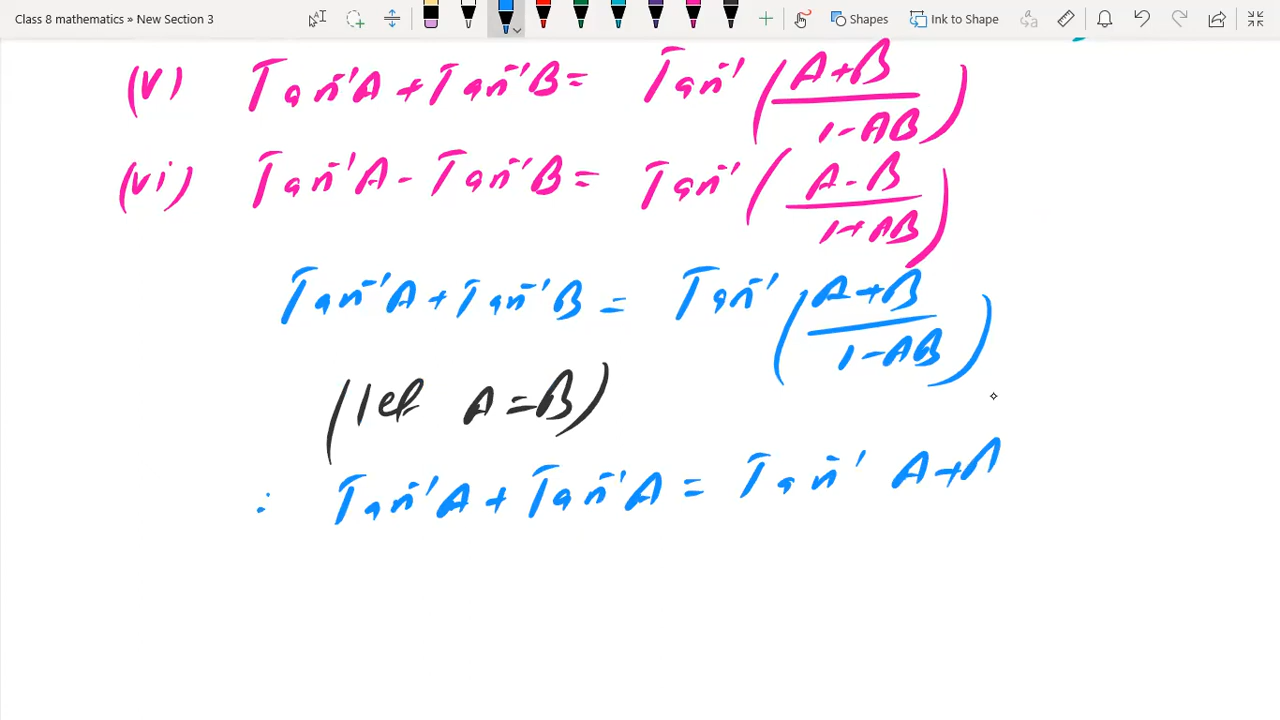 Class 8 mathematics » New Section 3 Shapes Ink to Shape
(v) Tan⁻¹A + Tan⁻¹B = Tan⁻¹ (A+B / 1-AB)
(vi) Tan⁻¹A - Tan⁻¹B = Tan⁻¹ (A-B / 1+AB)
Tan⁻¹A + Tan⁻¹B = Tan⁻¹ (A+B / 1-AB)
(let A=B)
: Tan⁻¹A + Tan⁻¹A = Tan⁻¹ A+A